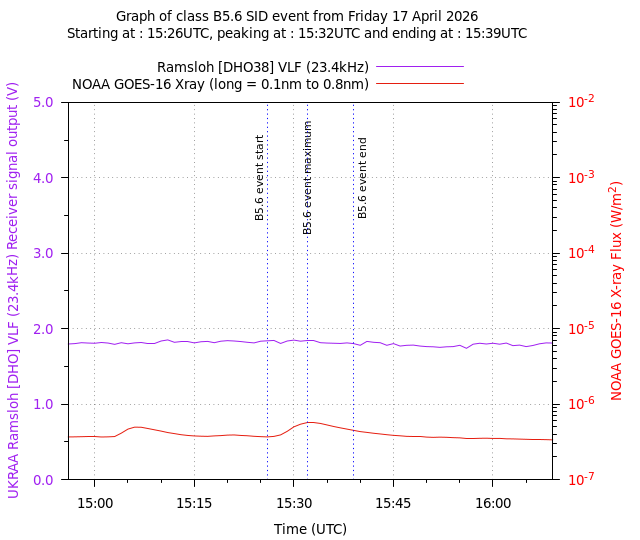 Graph of class B5.6 SID event from Friday 17 April 2026
Starting at : 15:26UTC, peaking at : 15:32UTC and ending at : 15:39UTC
Ramsloh [DHO38] VLF (23.4kHz)
NOAA GOES-16 Xray (long = 0.1nm to 0.8nm)
UKRAA Ramsloh [DHO] VLF (23.4kHz) Receiver signal output (V)
5.0
4.0
3.0
2.0
1.0
0.0
B5.6 event start
B5.6 event maximum
B5.6 event end
10-2
10-3
10-4
10-5
10-6
10-7
NOAA GOES-16 X-ray Flux (W/m2)
15:00
15:15
15:30
15:45
16:00
Time (UTC)